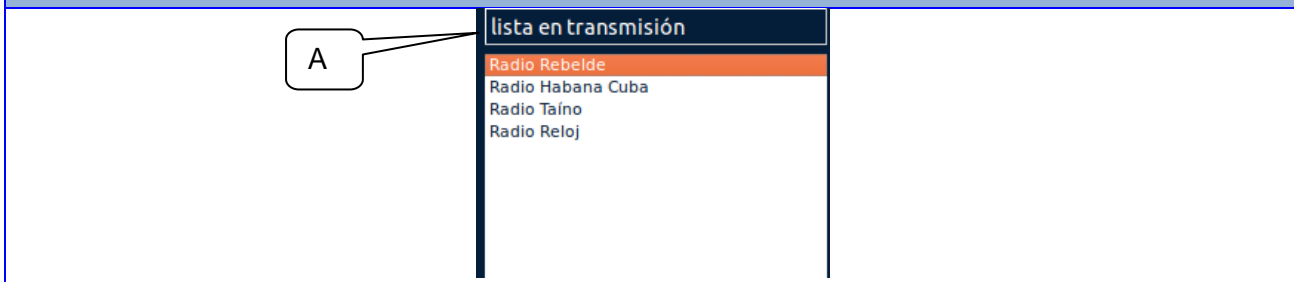 lista en transmisión
A
Radio Rebelde
Radio Habana Cuba
Radio Taíno
Radio Reloj